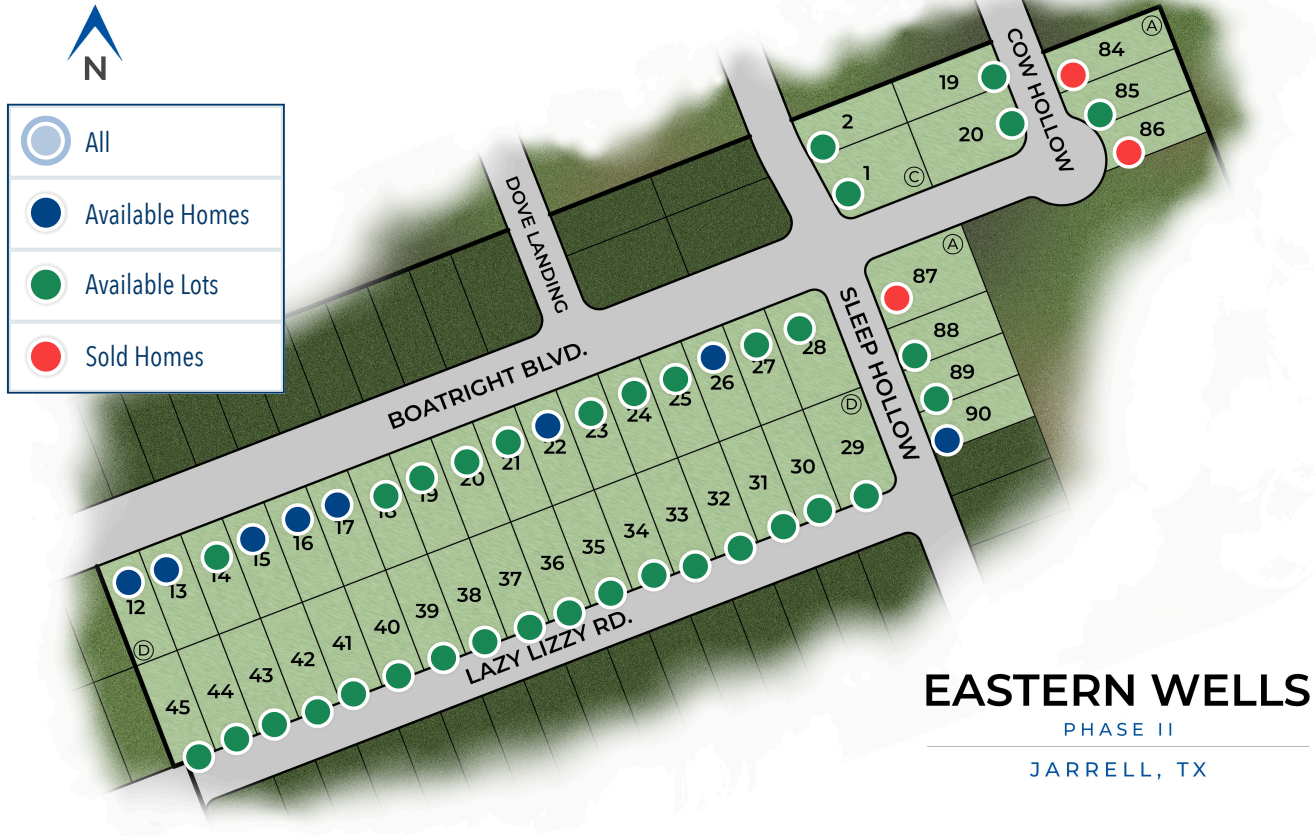 N
All
Available Homes
Available Lots
Sold Homes
COW HOLLOW
A
84
85
86
19
20
2
1
C
DOVE LANDING
A
87
88
89
90
SLEEP HOLLOW
BOATRIGHT BLVD.
28
27
26
25
24
23
22
21
20
19
18
17
16
15
14
13
12
D
29
30
31
32
33
34
35
36
37
38
39
40
41
42
43
44
45
D
LAZY LIZZY RD.
EASTERN WELLS
PHASE II
JARRELL, TX